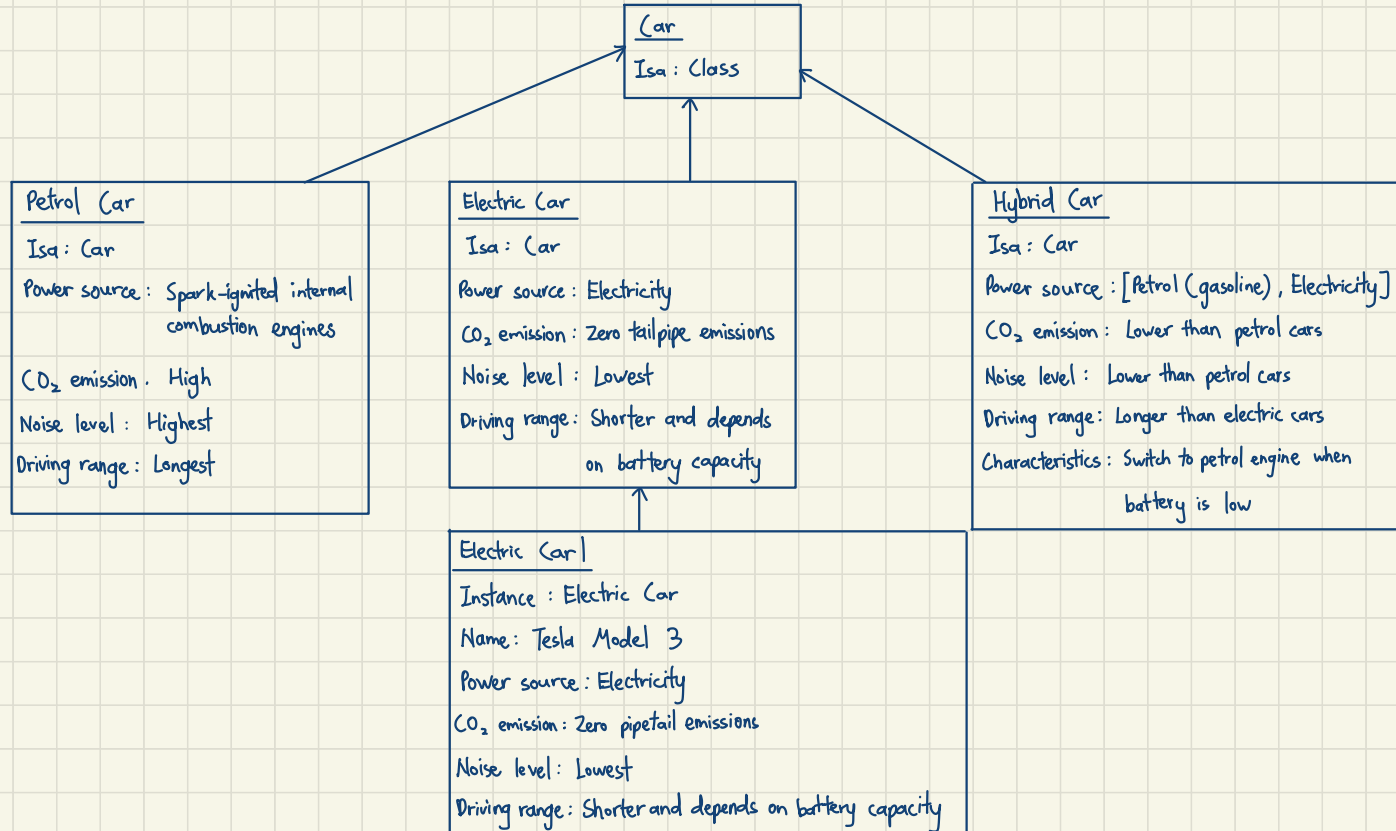 Car
Isa : Class
Petrol Car
Isa : Car
Power source : Spark-ignited internal
combustion engines
CO₂ emission . High
Noise level : Highest
Driving range : Longest
Electric Car
Isa : Car
Power source : Electricity
CO₂ emission : Zero tailpipe emissions
Noise level : Lowest
Driving range : Shorter and depends
on battery capacity
Hybrid Car
Isa : Car
Power source : [Petrol (gasoline) , Electricity]
CO₂ emission : Lower than petrol cars
Noise level : Lower than petrol cars
Driving range : Longer than electric cars
Characteristics : Switch to petrol engine when
battery is low
Electric Car1
Instance : Electric Car
Name : Tesla Model 3
Power source : Electricity
CO₂ emission : Zero pipetail emissions
Noise level : Lowest
Driving range : Shorter and depends on battery capacity